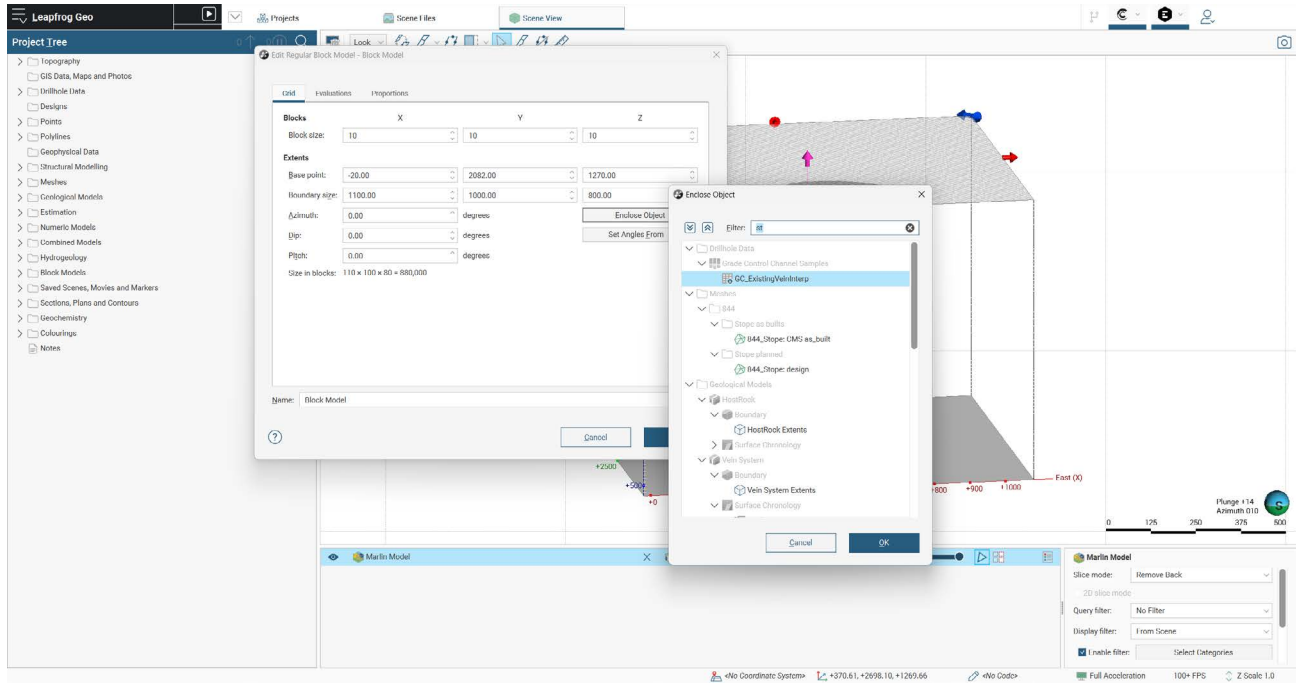 Leapfrog Geo
Projects
Scene Files
Scene View
Project Tree
Look
Topography
GIS Data, Maps and Photos
Drillhole Data
Designs
Points
Polylines
Geophysical Data
Structural Modelling
Meshes
Geological Models
Estimation
Numeric Models
Combined Models
Hydrogeology
Block Models
Saved Scenes, Movies and Markers
Sections, Plans and Contours
Geochemistry
Colourings
Notes
Edit Regular Block Model - Block Model
Grid Evaluations Proportions
Blocks X Y Z
Block size: 10 10 10
Extents
Base point: -20.00 2082.00 1270.00
Boundary size: 1100.00 1000.00 800.00
Azimuth: 0.00 degrees Enclose Object
Dip: 0.00 degrees Set Angles From
Pitch: 0.00 degrees
Size in blocks: 110 × 100 × 80 = 880,000
Name: Block Model
Cancel
Enclose Object
Filter: st
Drillhole Data
Grade Control Channel Samples
GC_ExistingVeinInterp
Meshes
844
Stope as builts
844_Stope: CMS as_built
Stope planned
844_Stope: design
Geological Models
HostRock
Boundary
HostRock Extents
Surface Chronology
Vein System
Boundary
Vein System Extents
Surface Chronology
Cancel OK
+2500
+500
+0
+800 +900 +1000
East (X)
Plunge +14
Azimuth 010
S
0 125 250 375 500
Marlin Model
Marlin Model
Slice mode: Remove Back
2D slice mode
Query filter: No Filter
Display filter: From Scene
Enable filter: Select Categories
<No Coordinate System> +370.61, +2698.10, +1269.66 <No Code> Full Acceleration 100+ FPS Z Scale 1.0